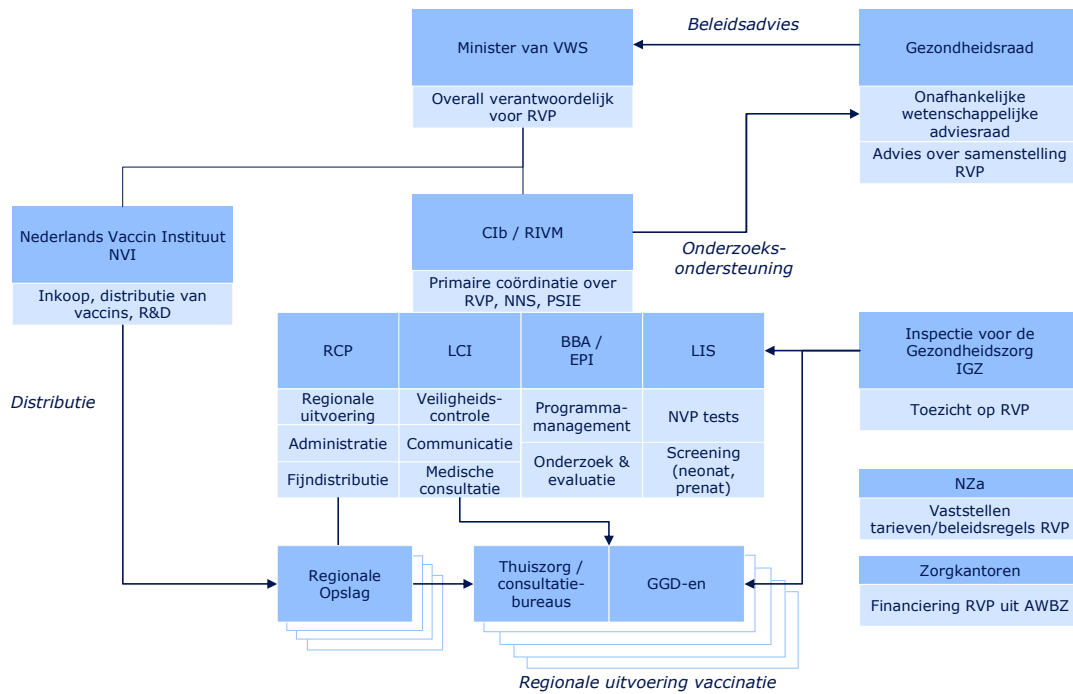 Beleidsadvies
Minister van VWS
Gezondheidsraad
Overall verantwoordelijk
voor RVP
Onafhankelijke
wetenschappelijke
adviesraad
Advies over samenstelling
RVP
Nederlands Vaccin Instituut
NVI
CIb / RIVM
Onderzoeks-
ondersteuning
Inkoop, distributie van
vaccins, R&D
Primaire coördinatie over
RVP, NNS, PSIE
RCP
LCI
BBA /
EPI
LIS
Inspectie voor de
Gezondheidszorg
IGZ
Distributie
Regionale
uitvoering
Administratie
Fijndistributie
Veiligheids-
controle
Communicatie
Medische
consultatie
Programma-
management
Onderzoek &
evaluatie
NVP tests
Screening
(neonat,
prenat)
Toezicht op RVP
NZa
Vaststellen
tarieven/beleidsregels RVP
Regionale
Opslag
Thuiszorg /
consultatie-
bureaus
GGD-en
Zorgkantoren
Financiering RVP uit AWBZ
Regionale uitvoering vaccinatie